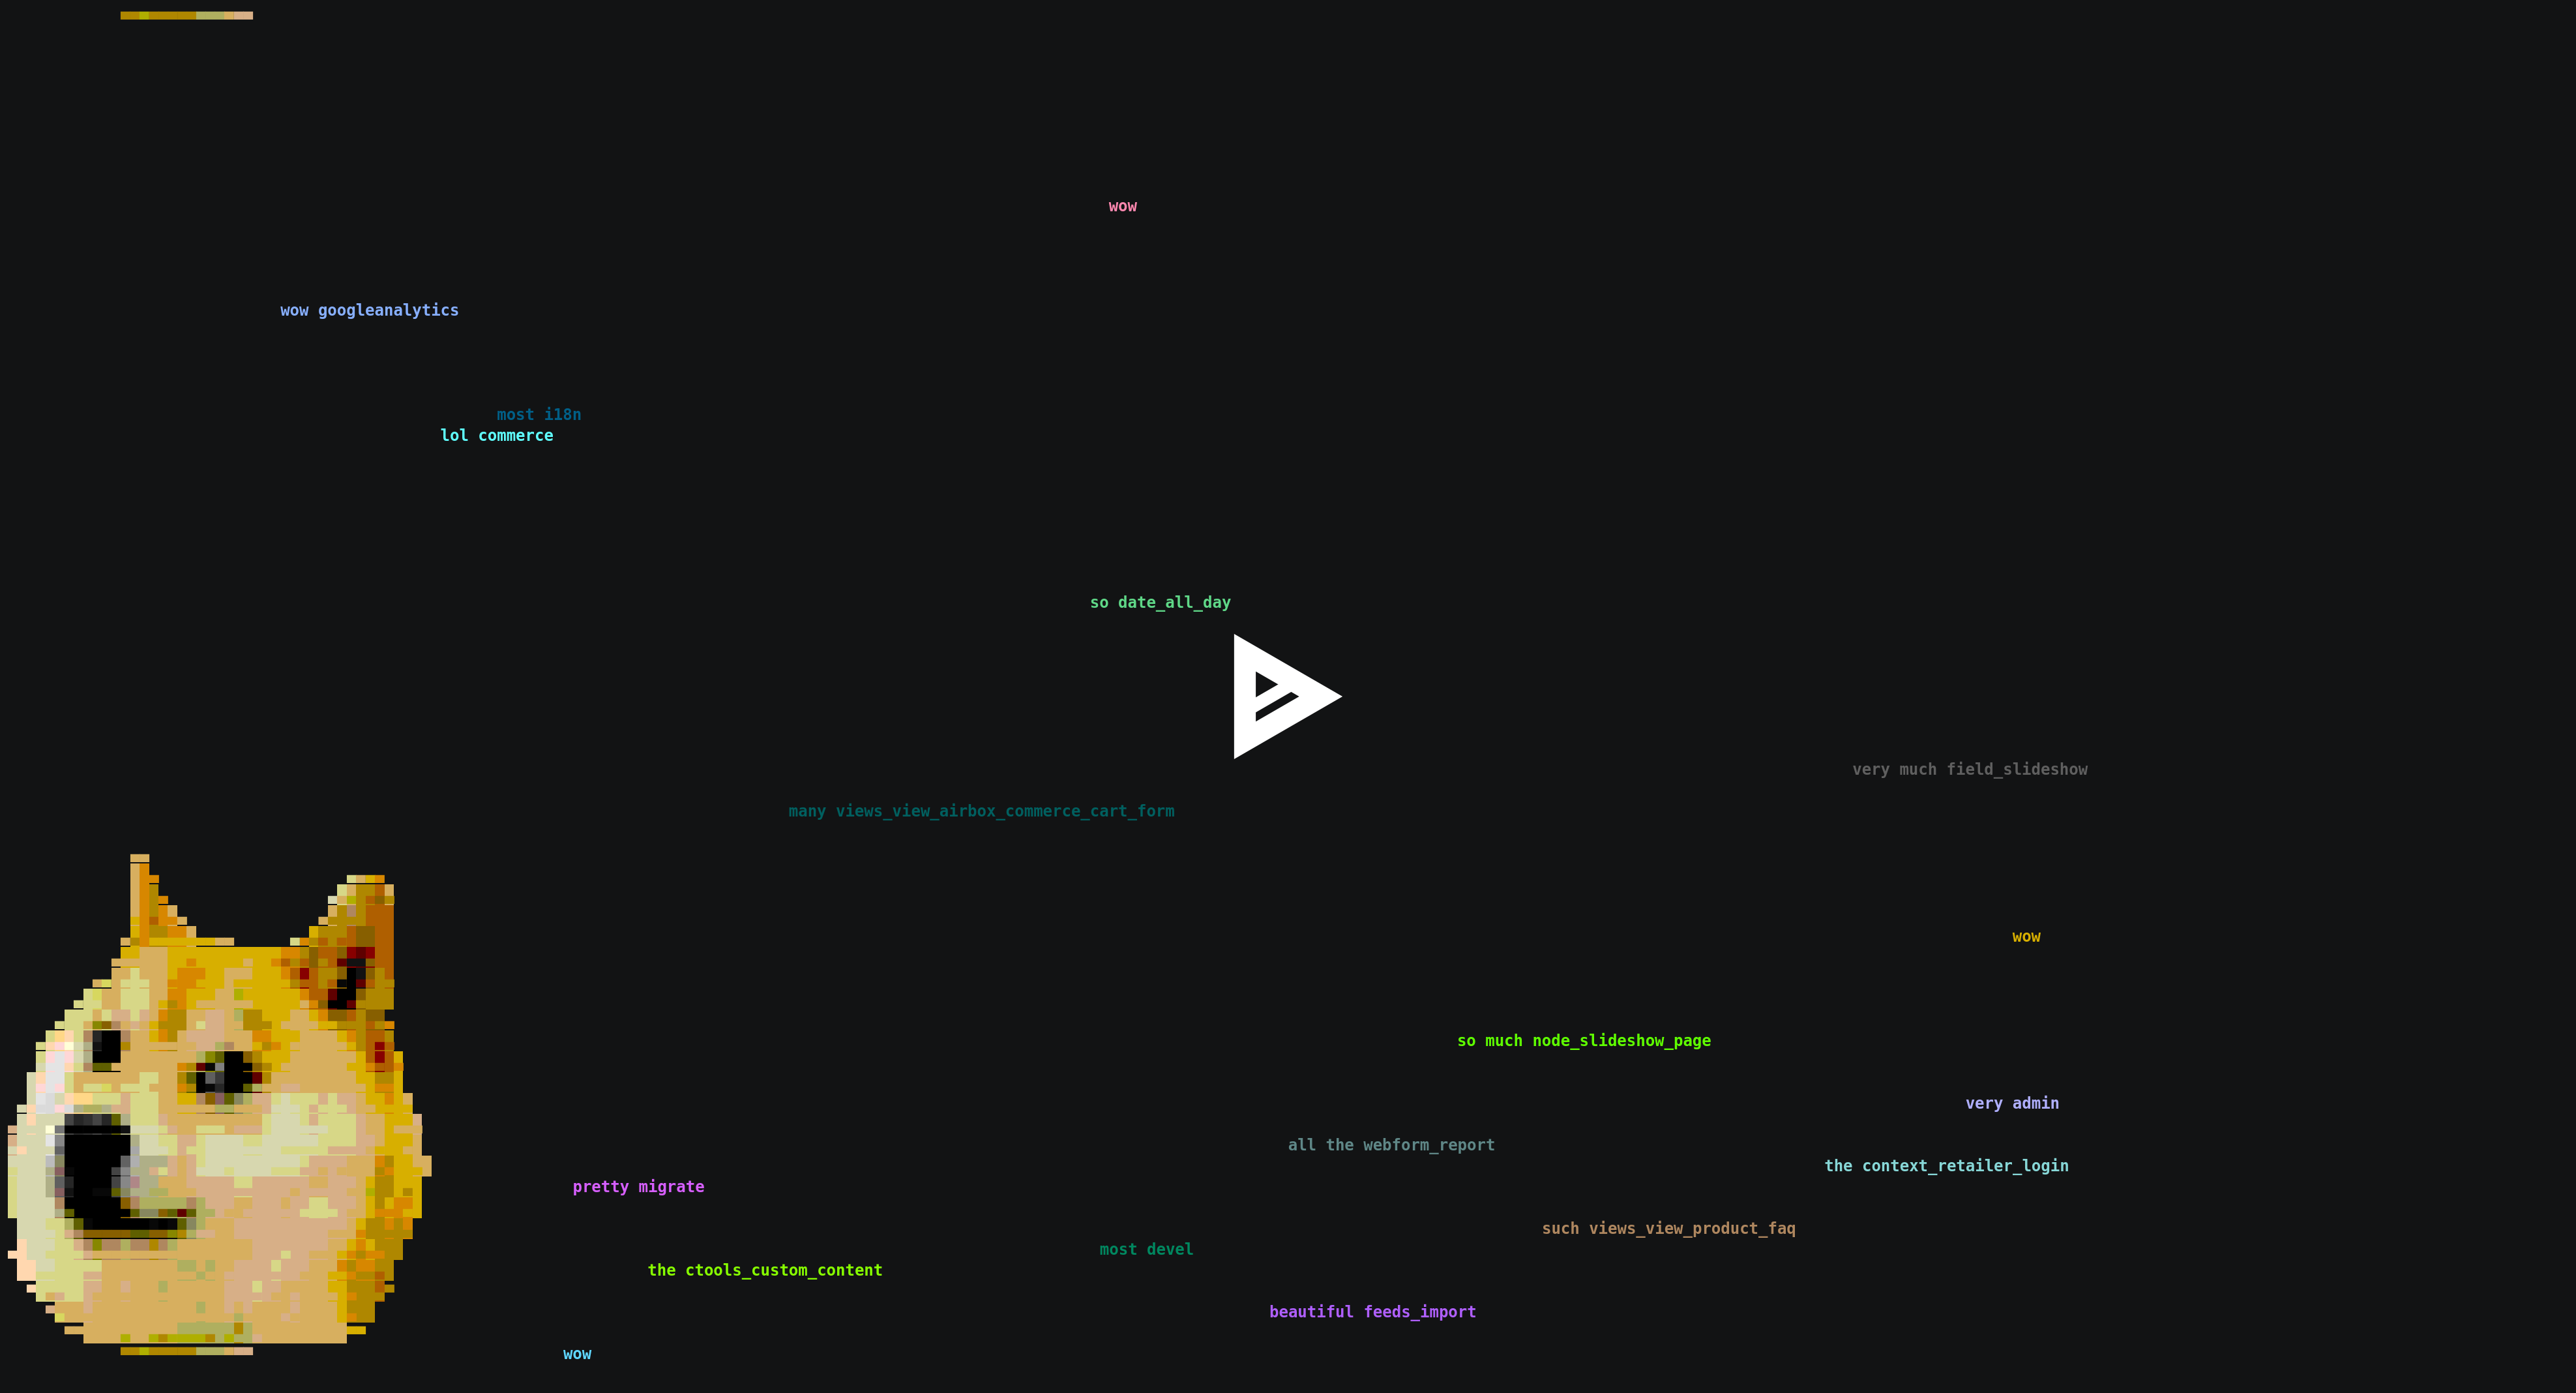 wow
wow googleanalytics
most i18n
lol commerce
so date_all_day
very much field_slideshow
many views_view_airbox_commerce_cart_form
wow
so much node_slideshow_page
very admin
all the webform_report
the context_retailer_login
pretty migrate
such views_view_product_faq
most devel
the ctools_custom_content
beautiful feeds_import
wow